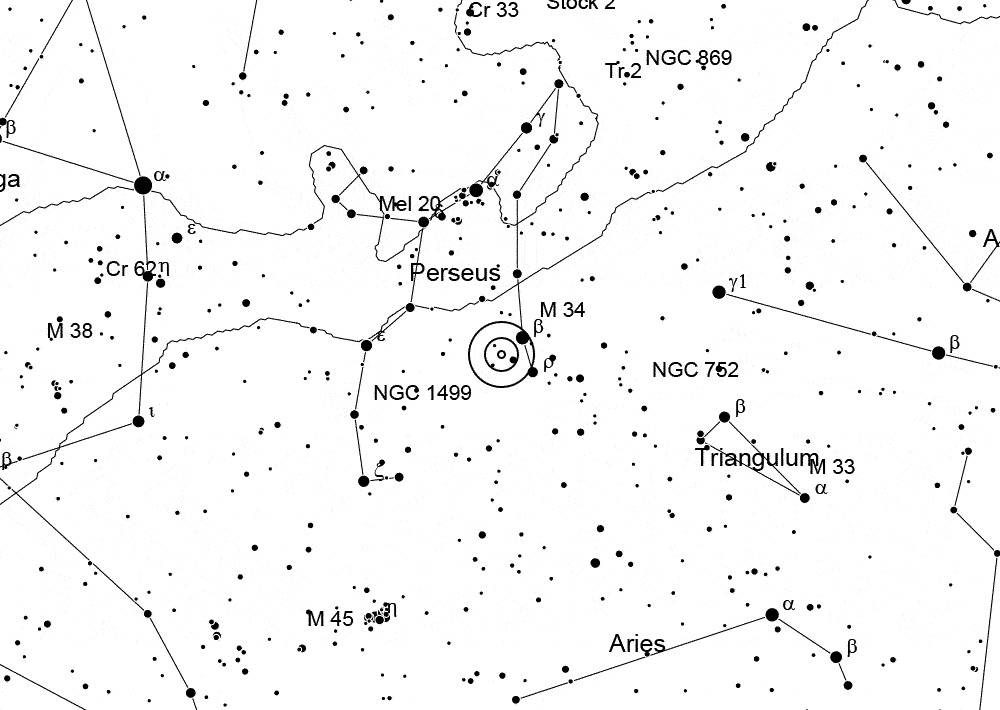 Cr 33
Stock 2
NGC 869
Tr 2
γ
β
α
ga
α
Mel 20
ε
Cr 62
η
Perseus
A
γ1
M 38
M 34
β
β
ε
ρ
NGC 752
NGC 1499
β
ι
Triangulum
M 33
β
ζ
α
M 45
η
α
Aries
β